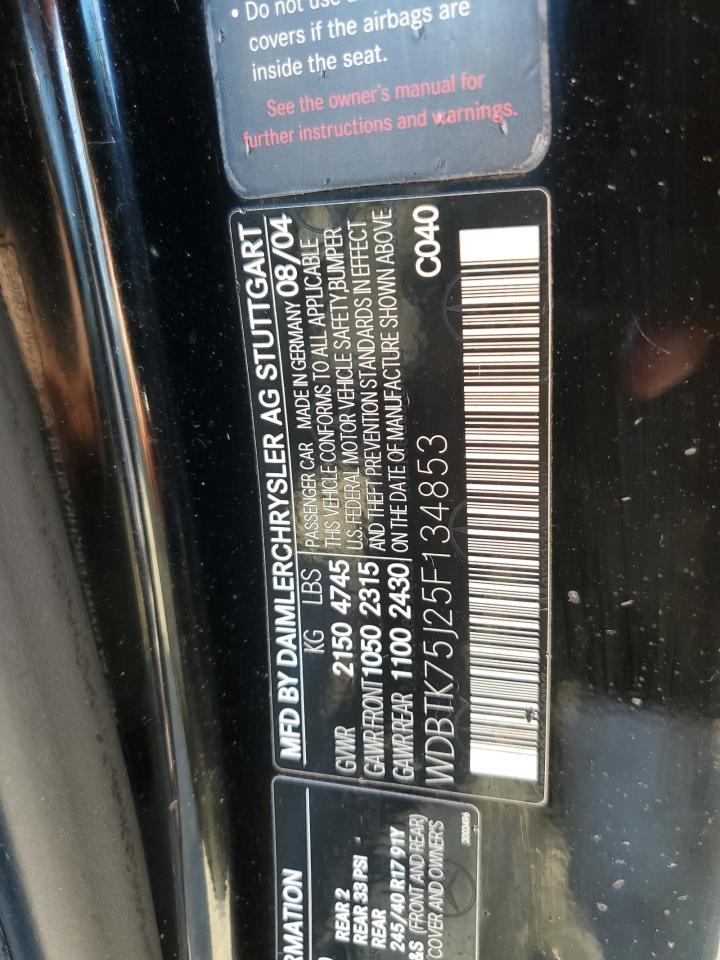 • Do not use
covers if the airbags are
inside the seat.
See the owner's manual for
further instructions and warnings.
MFD BY DAIMLERCHRYSLER AG STUTTGART
KG LBS PASSENGER CAR MADE IN GERMANY 08/04
GVWR 2150 4745 THIS VEHICLE CONFORMS TO ALL APPLICABLE
U.S. FEDERAL MOTOR VEHICLE SAFETY, BUMPER
GAWR FRONT 1050 2315 AND THEFT PREVENTION STANDARDS IN EFFECT
GAWR REAR 1100 2430 ON THE DATE OF MANUFACTURE SHOWN ABOVE
WDBTK75J25F134853 C040
REAR 2
REAR 33 PSI
REAR
245/40 R17 91Y
(FRONT AND REAR)
COVER AND OWNER'S